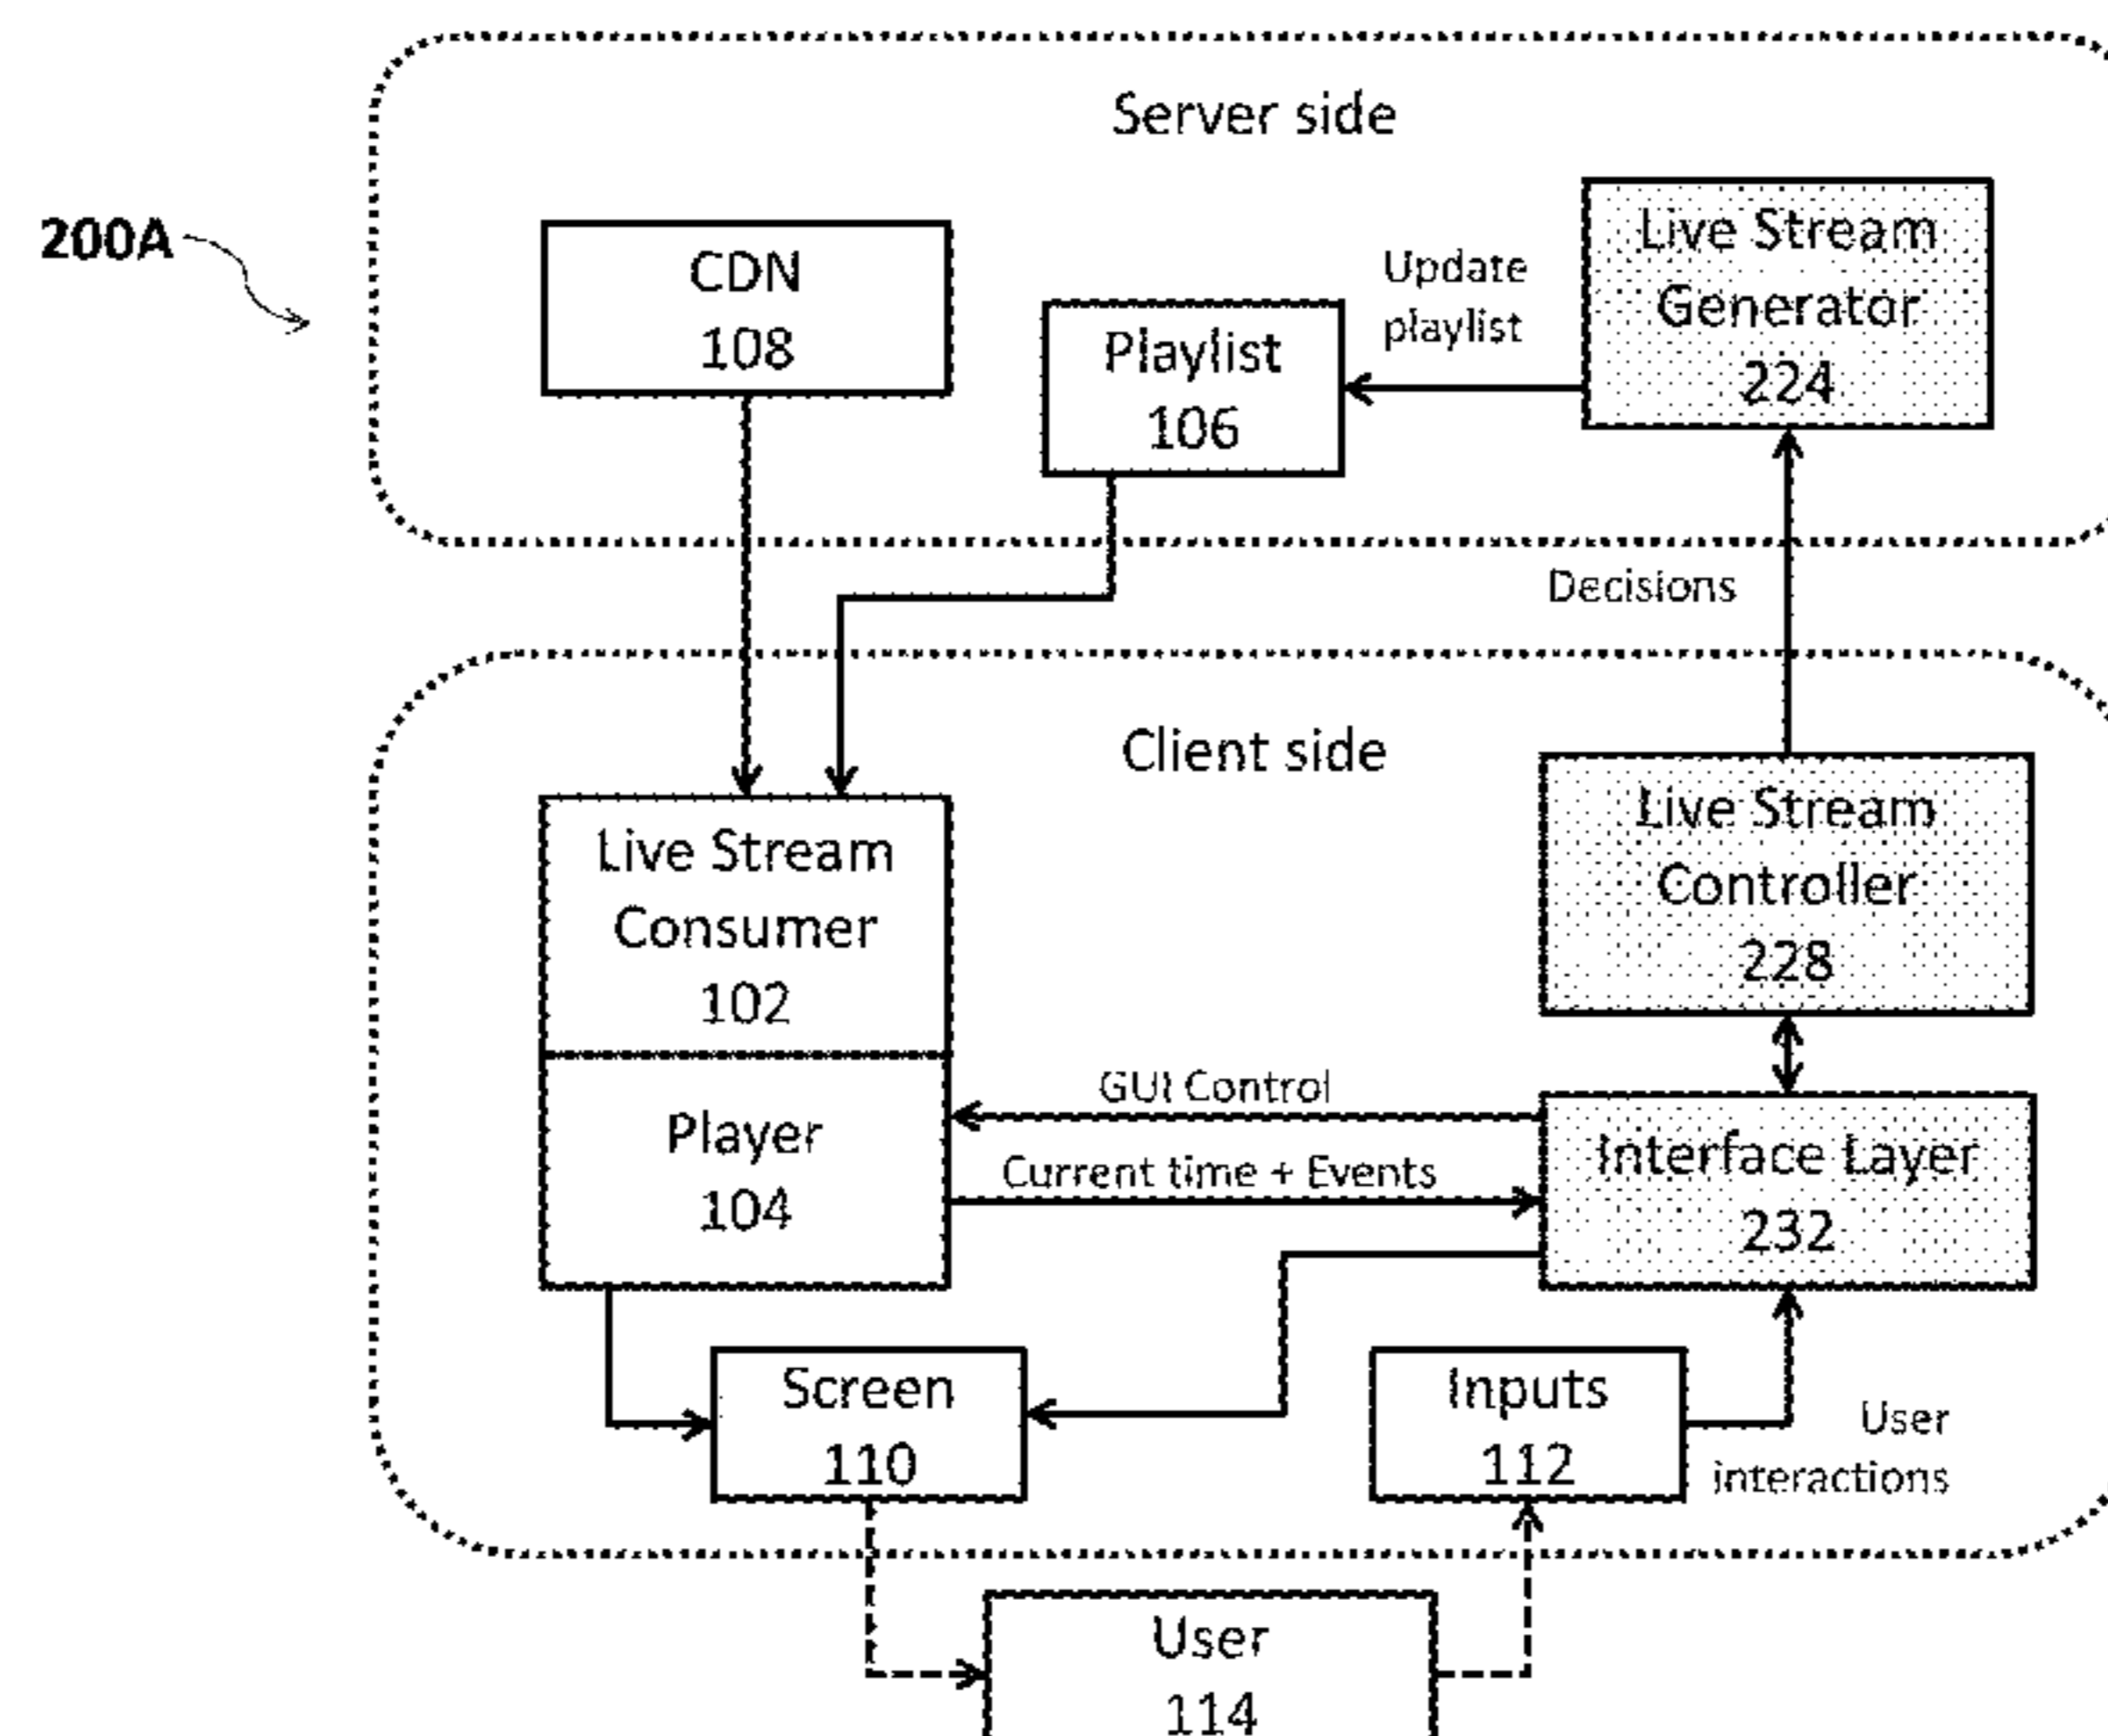 Server side
200A
CDN
108
Playlist
106
Update
playlist
Live Stream
Generator
224
Decisions
Client side
Live Stream
Consumer
102
Player
104
Live Stream
Controller
228
GUI Control
Current time + Events
Interface Layer
232
Screen
110
Inputs
112
User
interactions
User
114